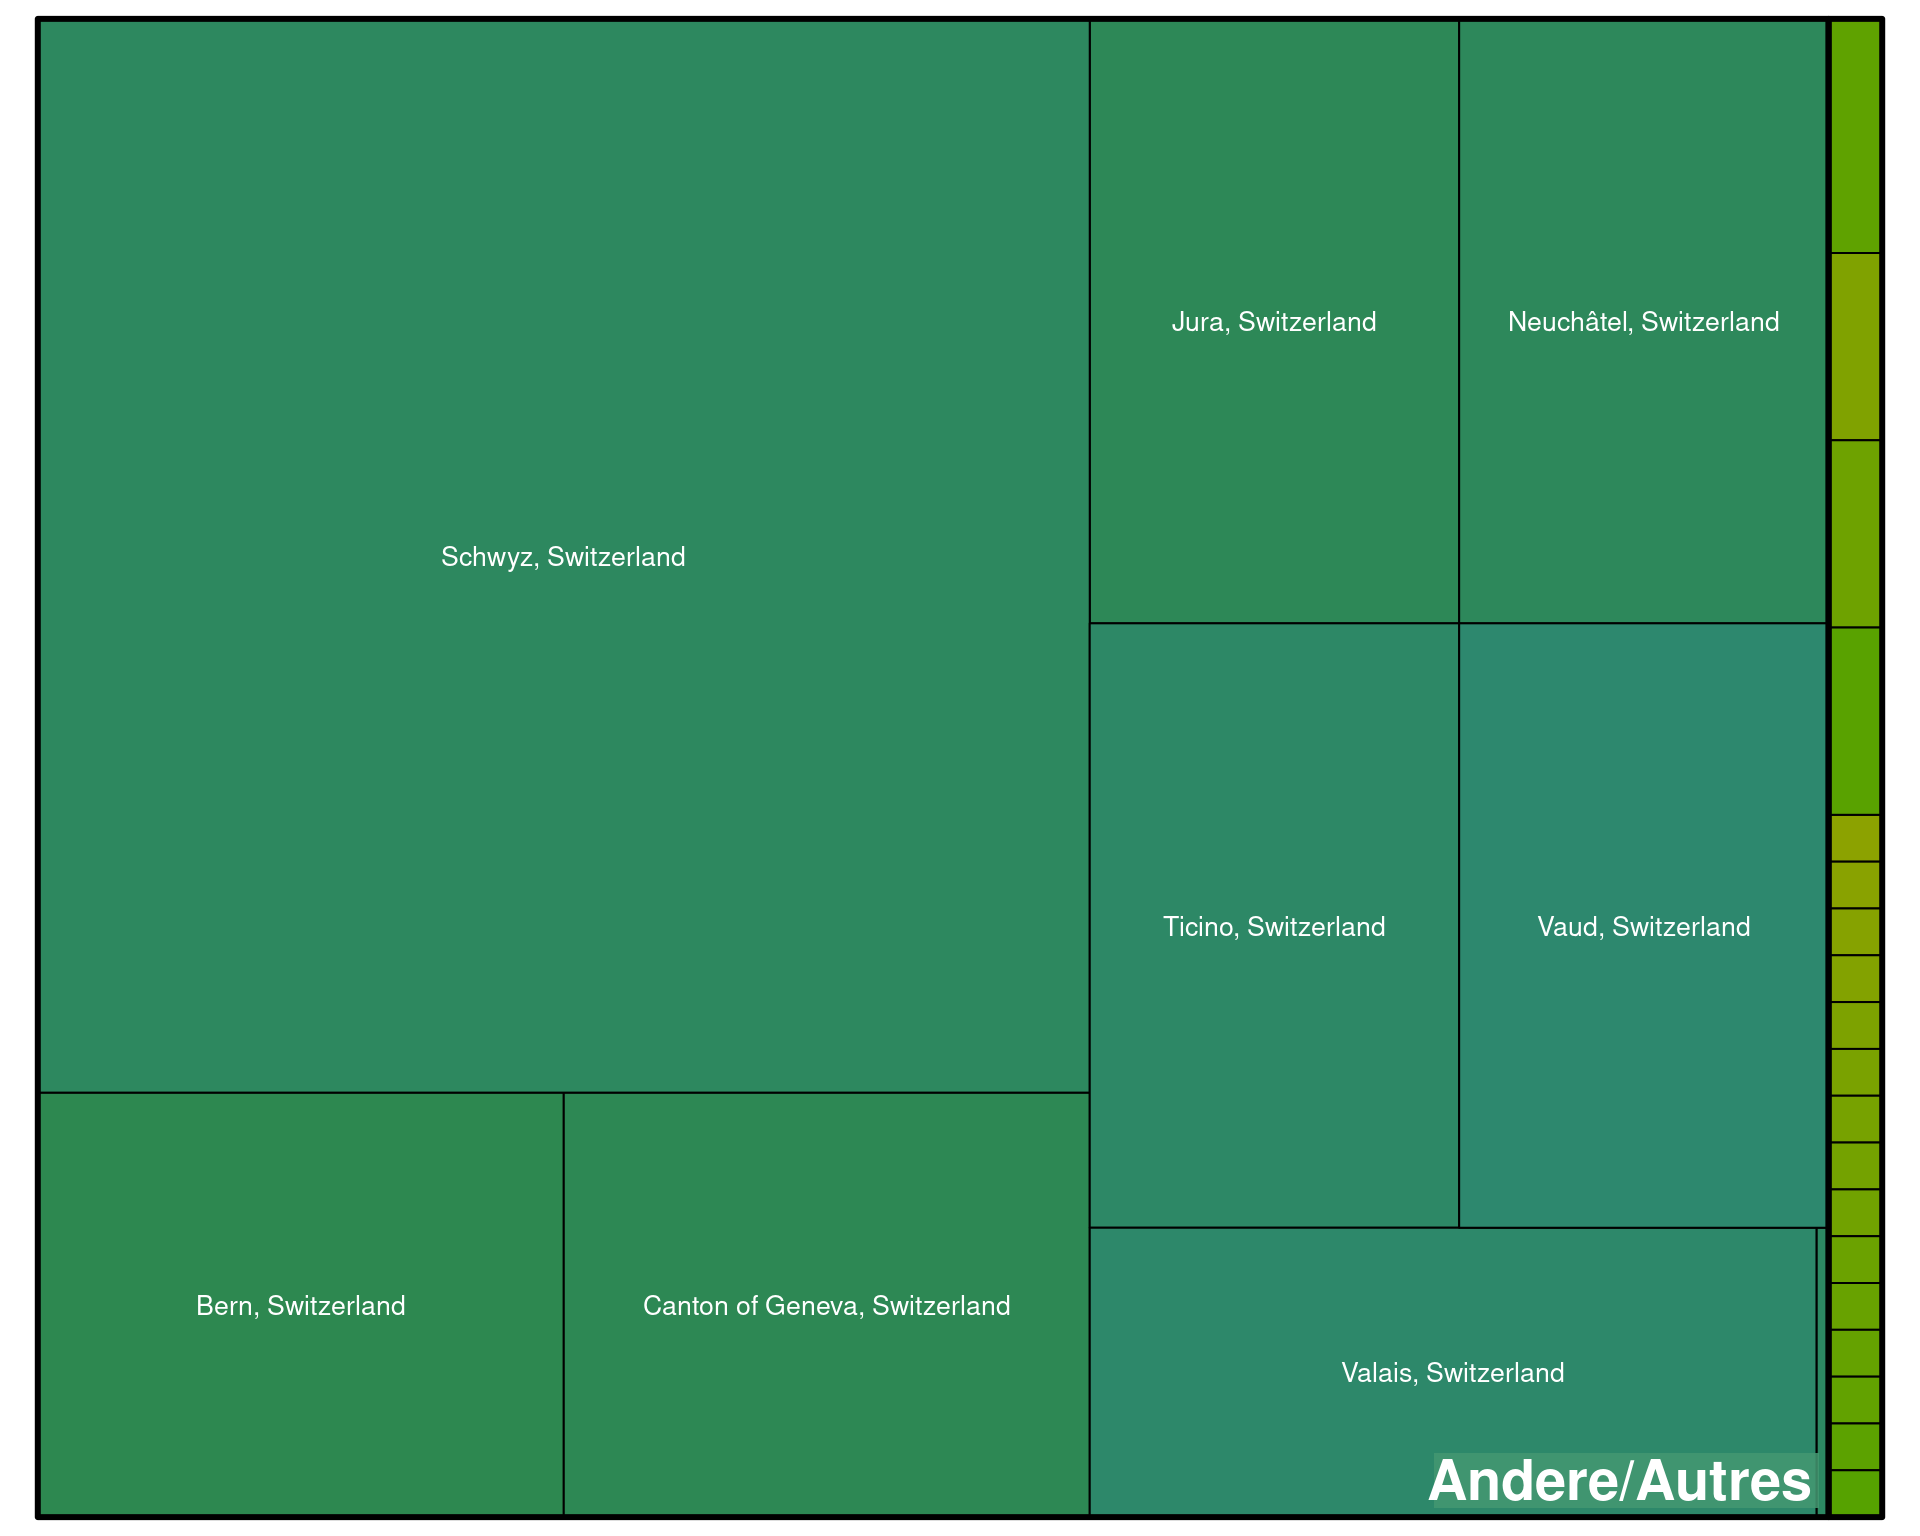 Schwyz, Switzerland
Jura, Switzerland
Neuchâtel, Switzerland
Ticino, Switzerland
Vaud, Switzerland
Bern, Switzerland
Canton of Geneva, Switzerland
Valais, Switzerland
Andere/Autres